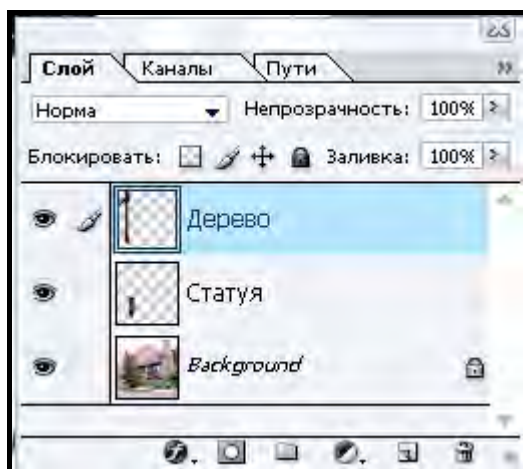 Слой Каналы Пути
Норма Непрозрачность: 100%
Блокировать: Заливка: 100%
Дерево
Статуя
Background